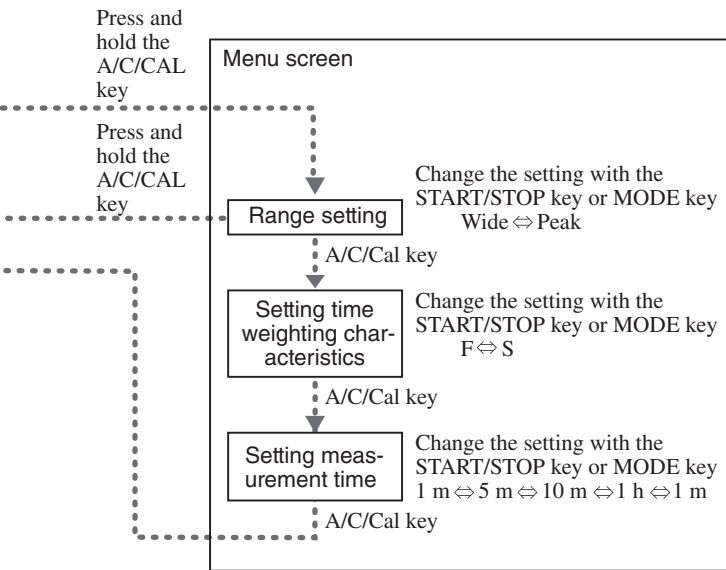 Press and
hold the
A/C/CAL
key
Menu screen
Press and
hold the
A/C/CAL
key
Change the setting with the
START/STOP key or MODE key
Wide ⇔ Peak
Range setting
A/C/Cal key
Setting time
weighting char-
acteristics
Change the setting with the
START/STOP key or MODE key
F ⇔ S
A/C/Cal key
Setting meas-
urement time
Change the setting with the
START/STOP key or MODE key
1 m ⇔ 5 m ⇔ 10 m ⇔ 1 h ⇔ 1 m
A/C/Cal key